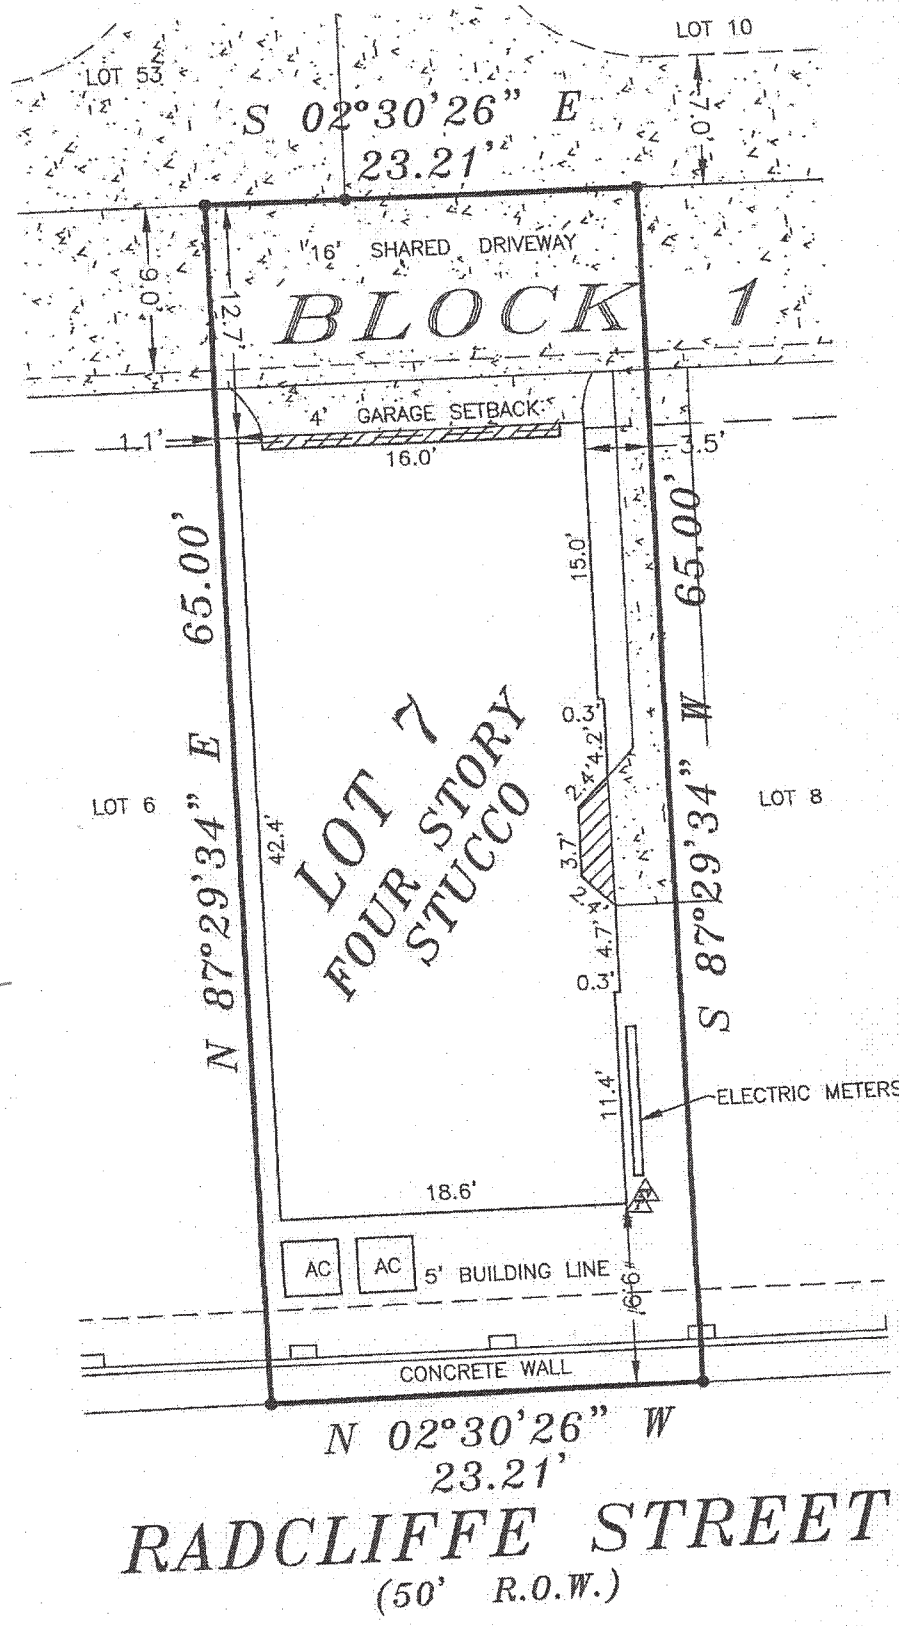 LOT 10
LOT 53
S 02°30'26" E
23.21'
7.0'
16' SHARED DRIVEWAY
9.0'
12.7'
BLOCK 1
4' GARAGE SETBACK
1.1'
16.0'
3.5'
65.00'
65.00'
15.0'
0.3'
4.2'
2.4'
LOT 7
FOUR STORY
STUCCO
LOT 6
LOT 8
N 87°29'34" E
S 87°29'34" W
42.4'
3.7'
2.4'
4.7'
0.3'
11.4'
ELECTRIC METERS
18.6'
AC
AC
5' BUILDING LINE
9.9'
CONCRETE WALL
N 02°30'26" W
23.21'
RADCLIFFE STREET
(50' R.O.W.)